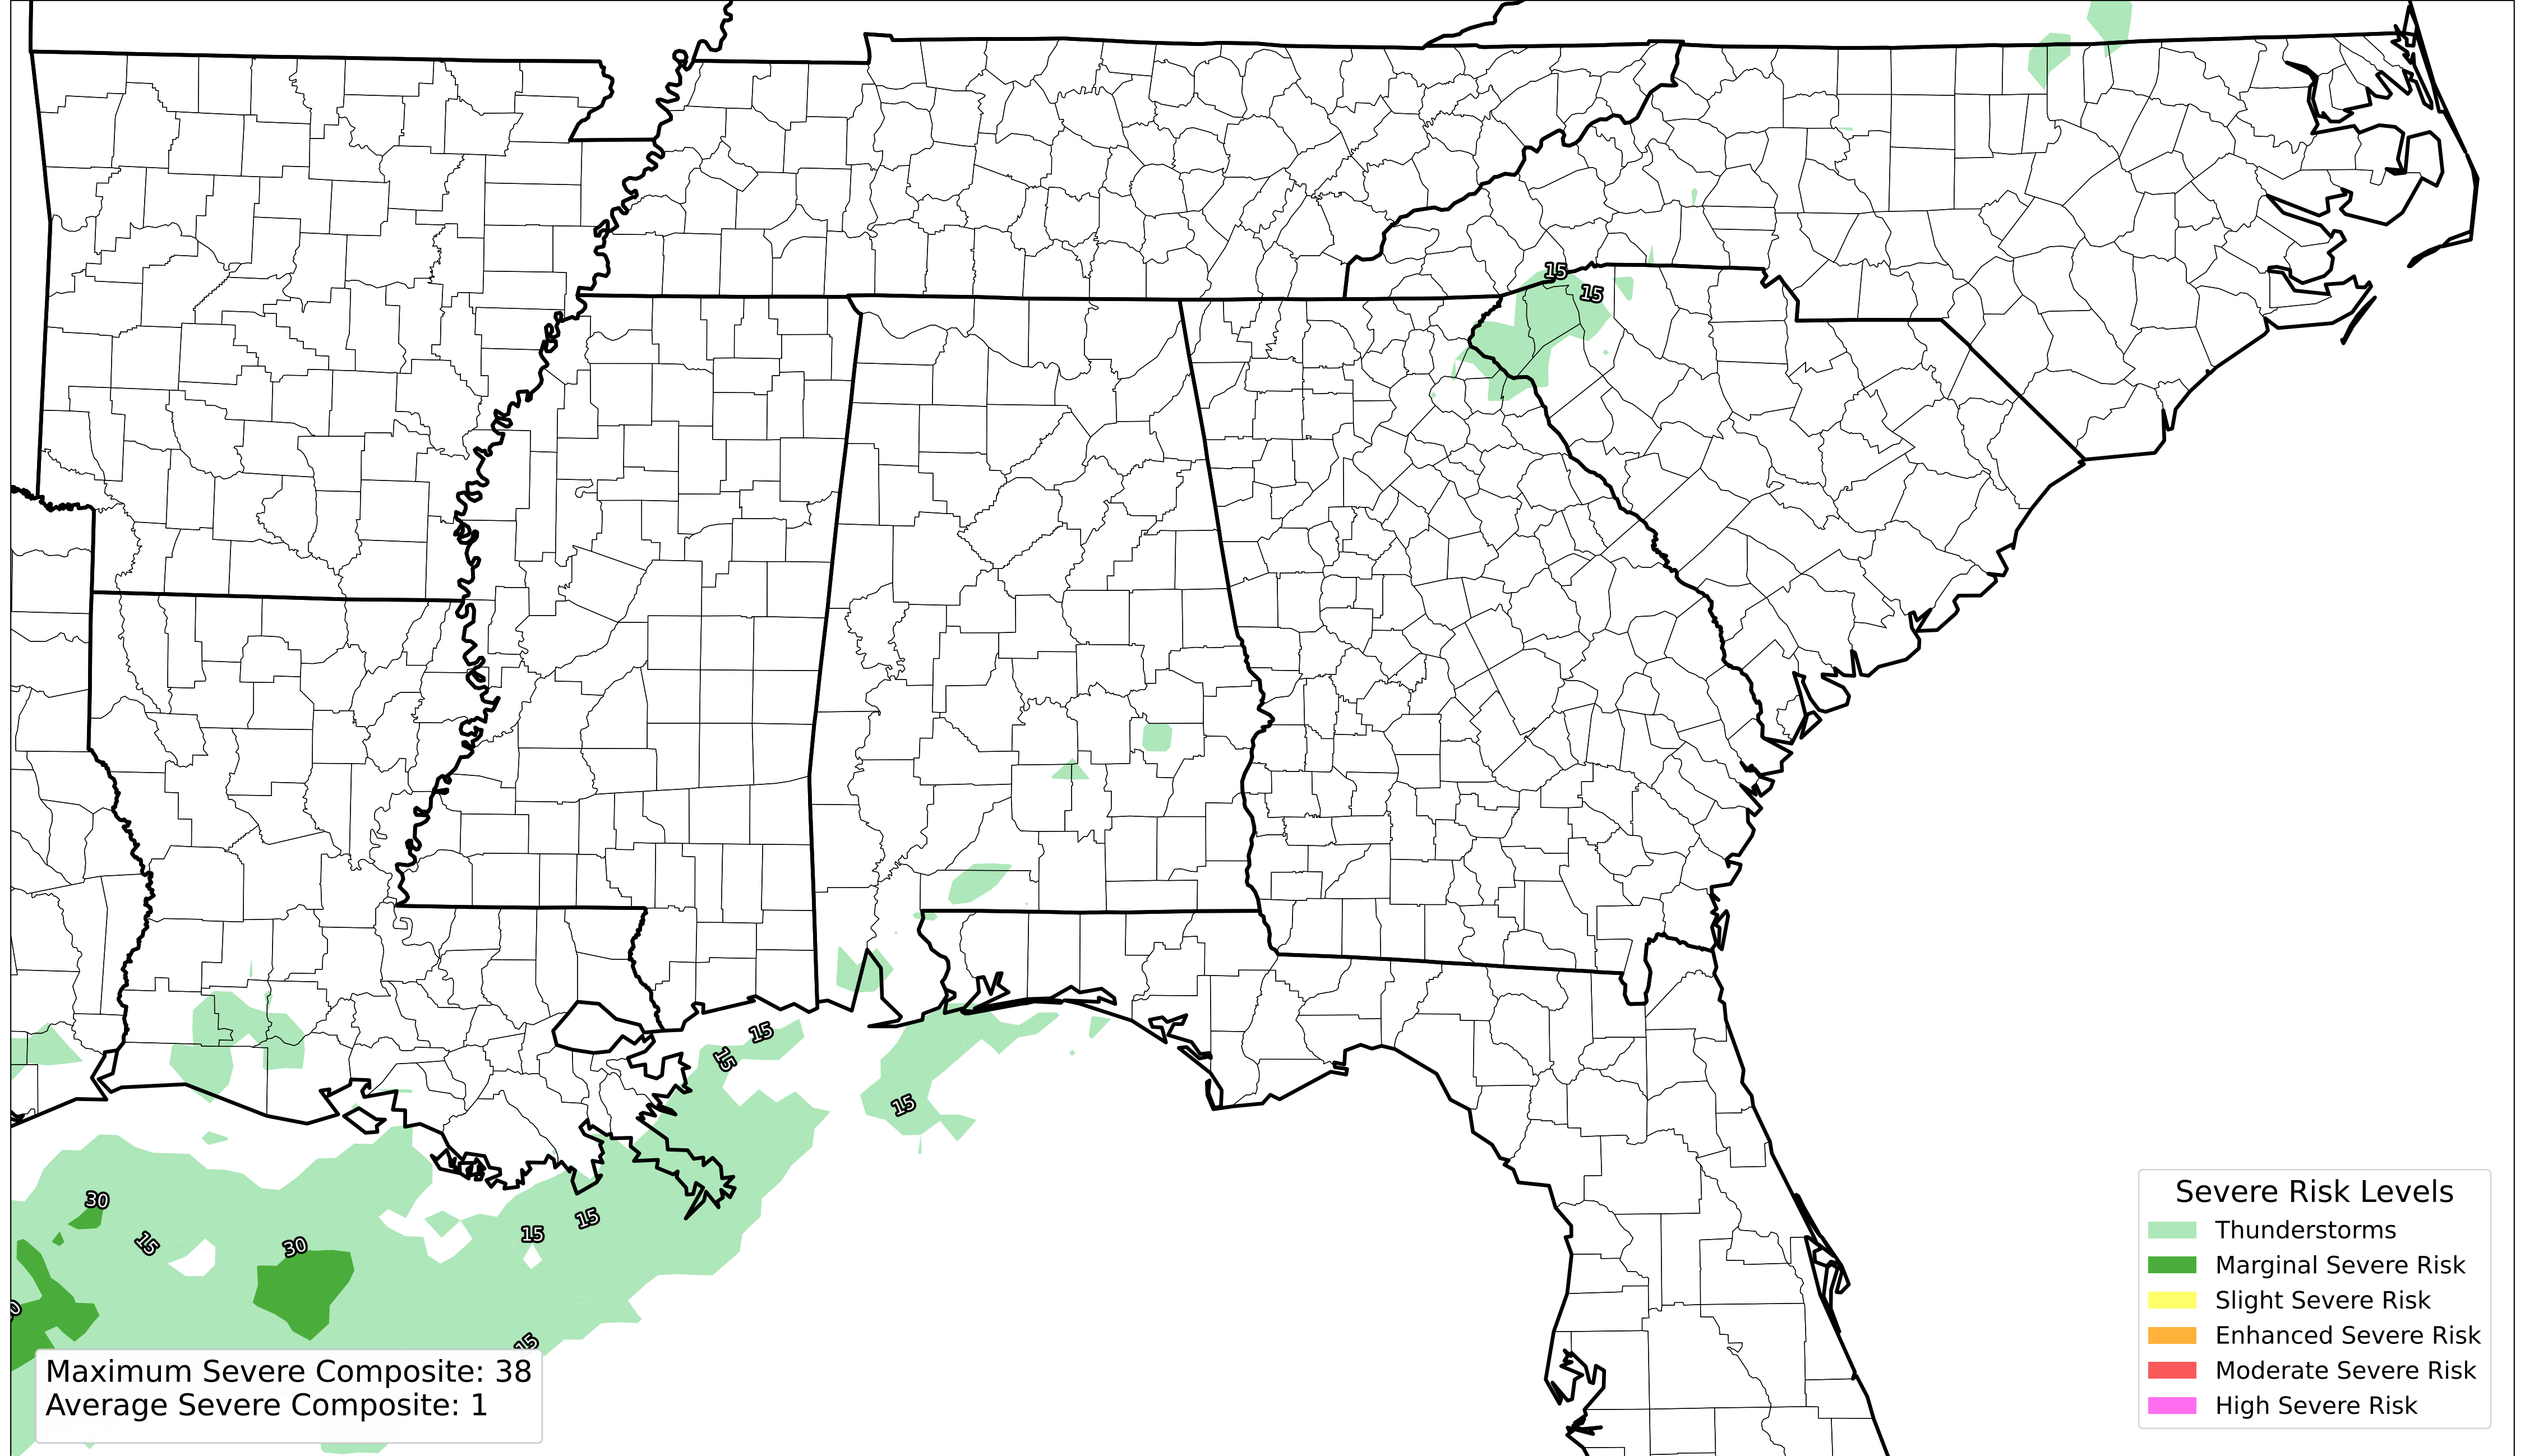 15
15
15
15
15
30
15
15
15
30
15
Severe Risk Levels
Thunderstorms
Marginal Severe Risk
Slight Severe Risk
Enhanced Severe Risk
Moderate Severe Risk
High Severe Risk
Maximum Severe Composite: 38
Average Severe Composite: 1